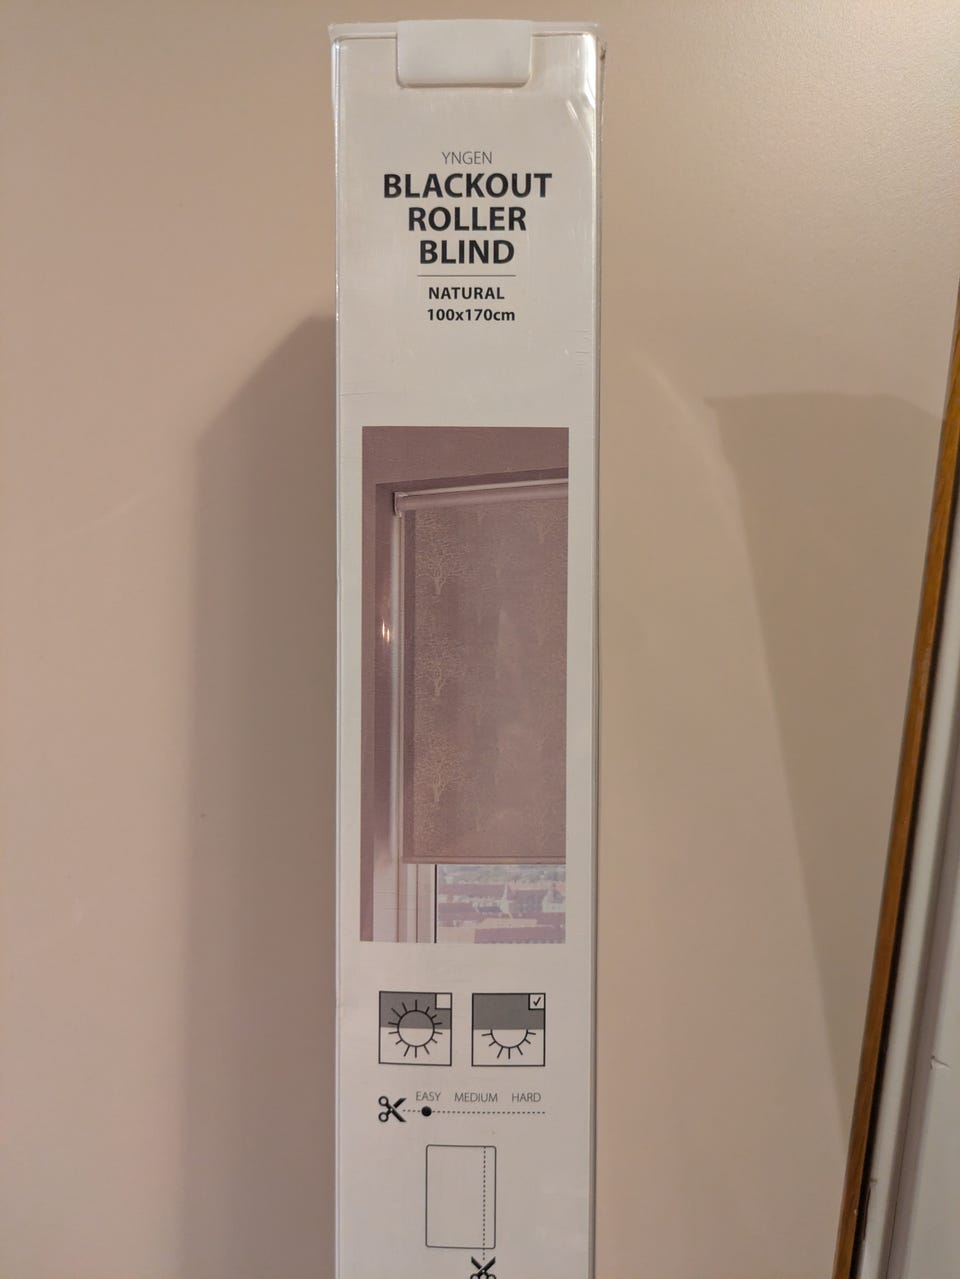 YNGEN
BLACKOUT
ROLLER
BLIND
NATURAL
100x170cm
EASY MEDIUM HARD